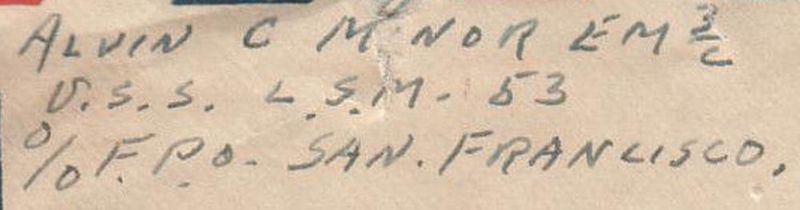 ALVIN C MINOR EM 3/c
U.S.S. L.S.M. 53
% F.P.O. SAN. FRANCISCO.